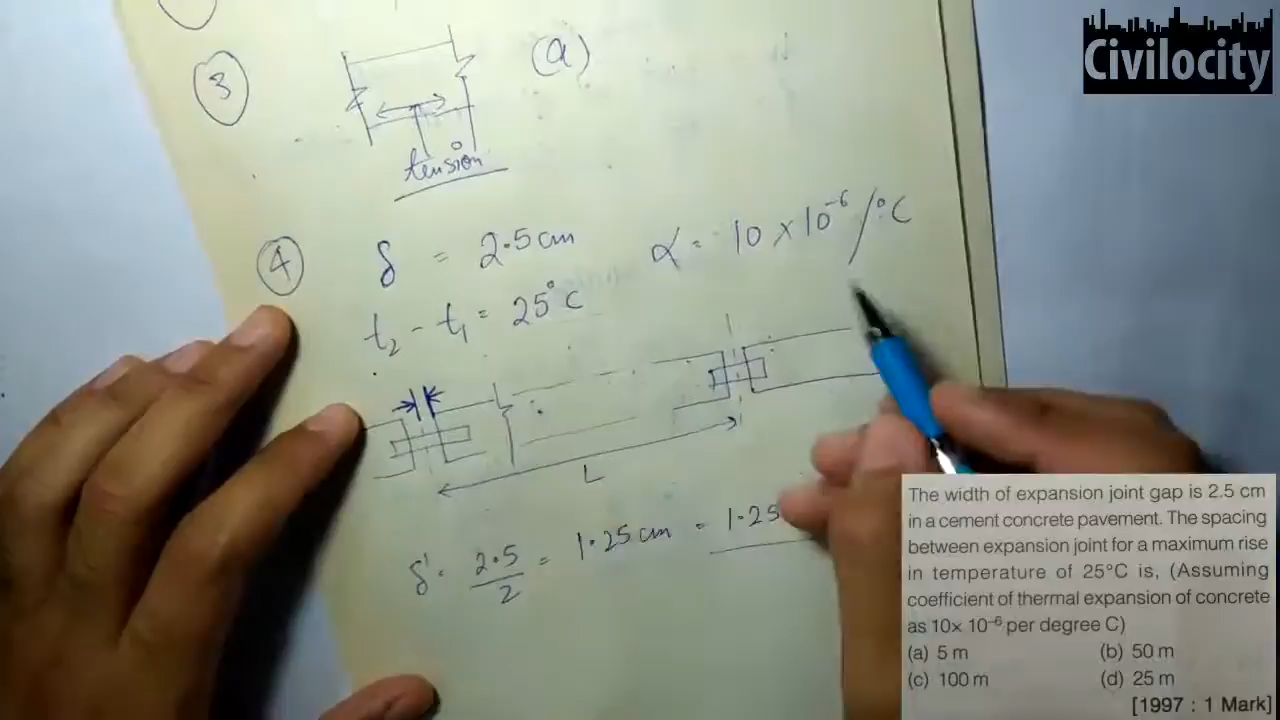 Civilocity
3
(a)
tension
4
δ = 2.5 cm
α = 10 × 10⁻⁶ /°C
t₂ - t₁ = 25°C
L
δ' = 2.5/2 = 1.25 cm = 1.25
The width of expansion joint gap is 2.5 cm
in a cement concrete pavement. The spacing
between expansion joint for a maximum rise
in temperature of 25°C is, (Assuming
coefficient of thermal expansion of concrete
as 10× 10⁻⁶ per degree C)
(a) 5 m (b) 50 m
(c) 100 m (d) 25 m
[1997 : 1 Mark]